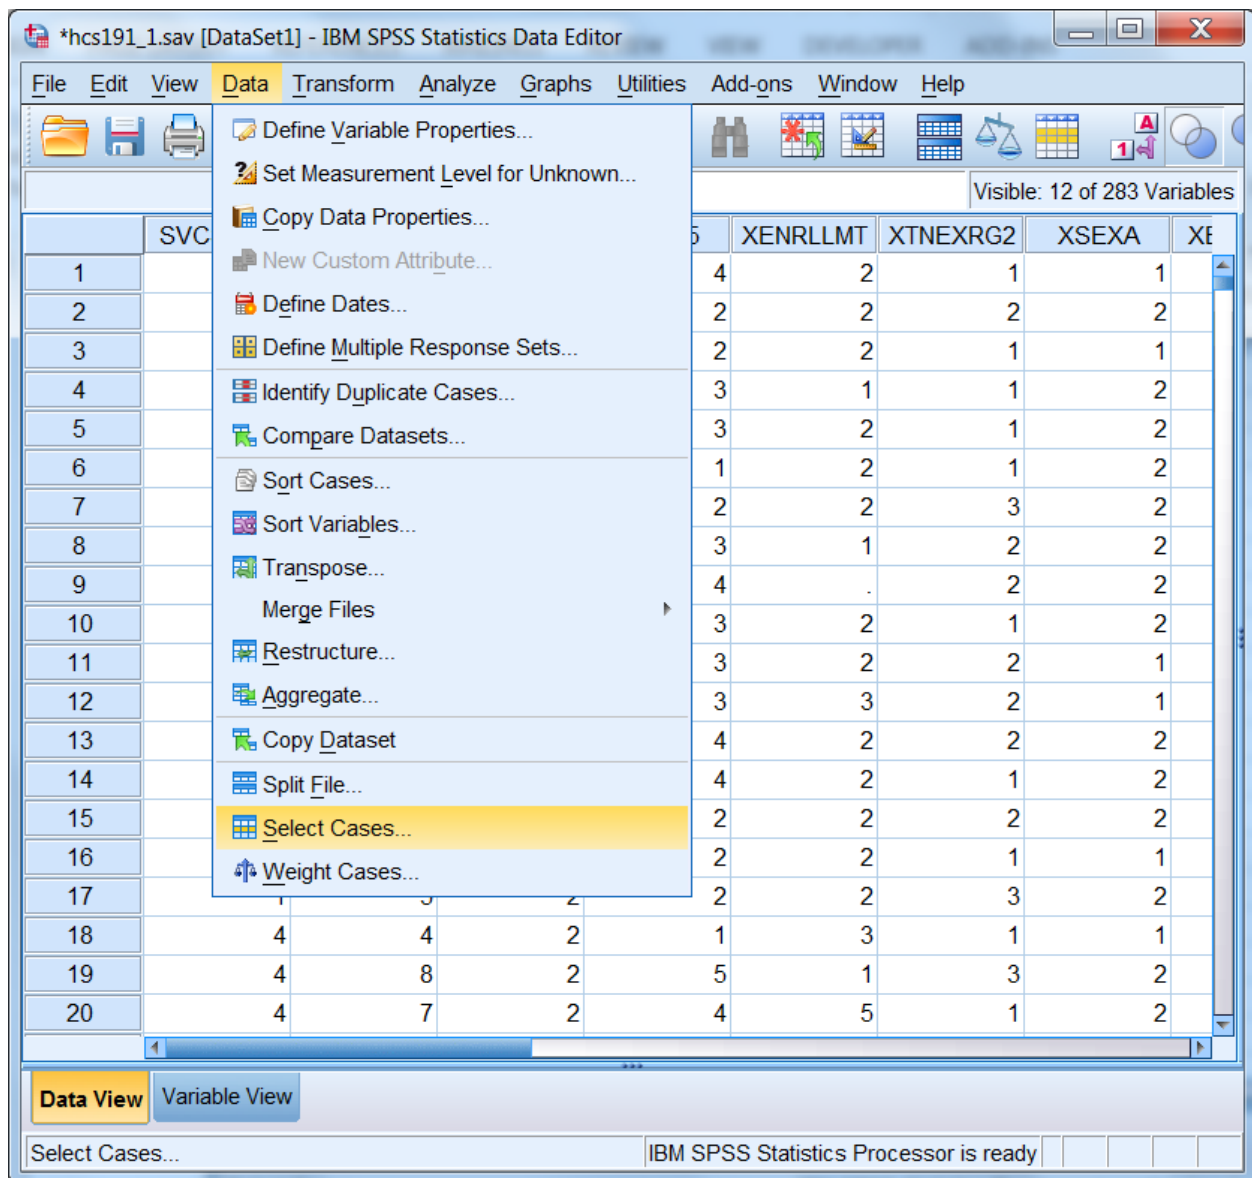 *hcs191_1.sav [DataSet1] - IBM SPSS Statistics Data Editor
File Edit View Data Transform Analyze Graphs Utilities Add-ons Window Help
Define Variable Properties...
Set Measurement Level for Unknown...
Copy Data Properties...
New Custom Attribute...
Define Dates...
Define Multiple Response Sets...
Identify Duplicate Cases...
Compare Datasets...
Sort Cases...
Sort Variables...
Transpose...
Merge Files
Restructure...
Aggregate...
Copy Dataset
Split File...
Select Cases...
Weight Cases...
Visible: 12 of 283 Variables
SVC 5 XENRLLMT XTNEXRG2 XSEXA
1 4 2 1 1
2 2 2 2 2
3 2 2 1 1
4 3 1 1 2
5 3 2 1 2
6 1 2 1 2
7 2 2 3 2
8 3 1 2 2
9 4 . 2 2
10 3 2 1 2
11 3 2 2 1
12 3 3 2 1
13 4 2 2 2
14 4 2 1 2
15 2 2 2 2
16 2 2 1 1
17 2 2 3 2
18 4 4 2 1 3 1 1
19 4 8 2 5 1 3 2
20 4 7 2 4 5 1 2
Data View Variable View
Select Cases... IBM SPSS Statistics Processor is ready